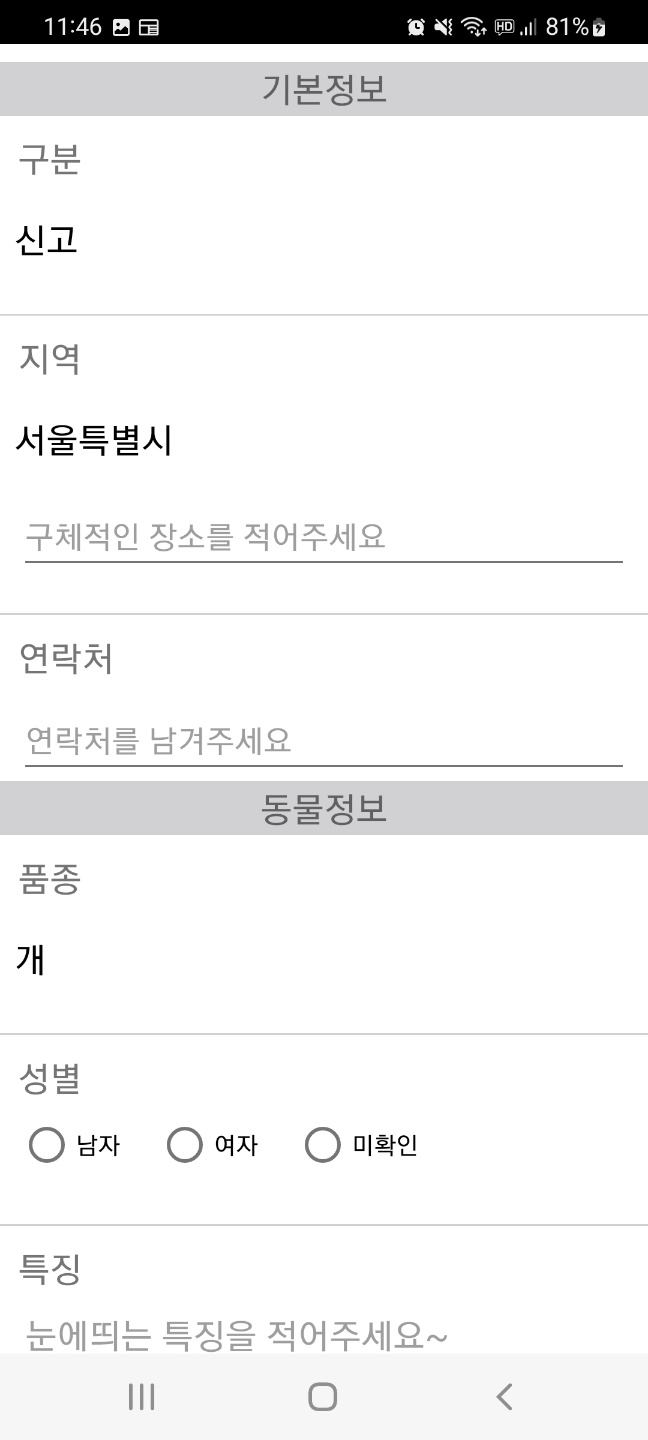 11:46 HD 81%
기본정보
구분
신고
지역
서울특별시
구체적인 장소를 적어주세요
연락처
연락처를 남겨주세요
동물정보
품종
개
성별
남자 여자 미확인
특징
눈에띄는 특징을 적어주세요~